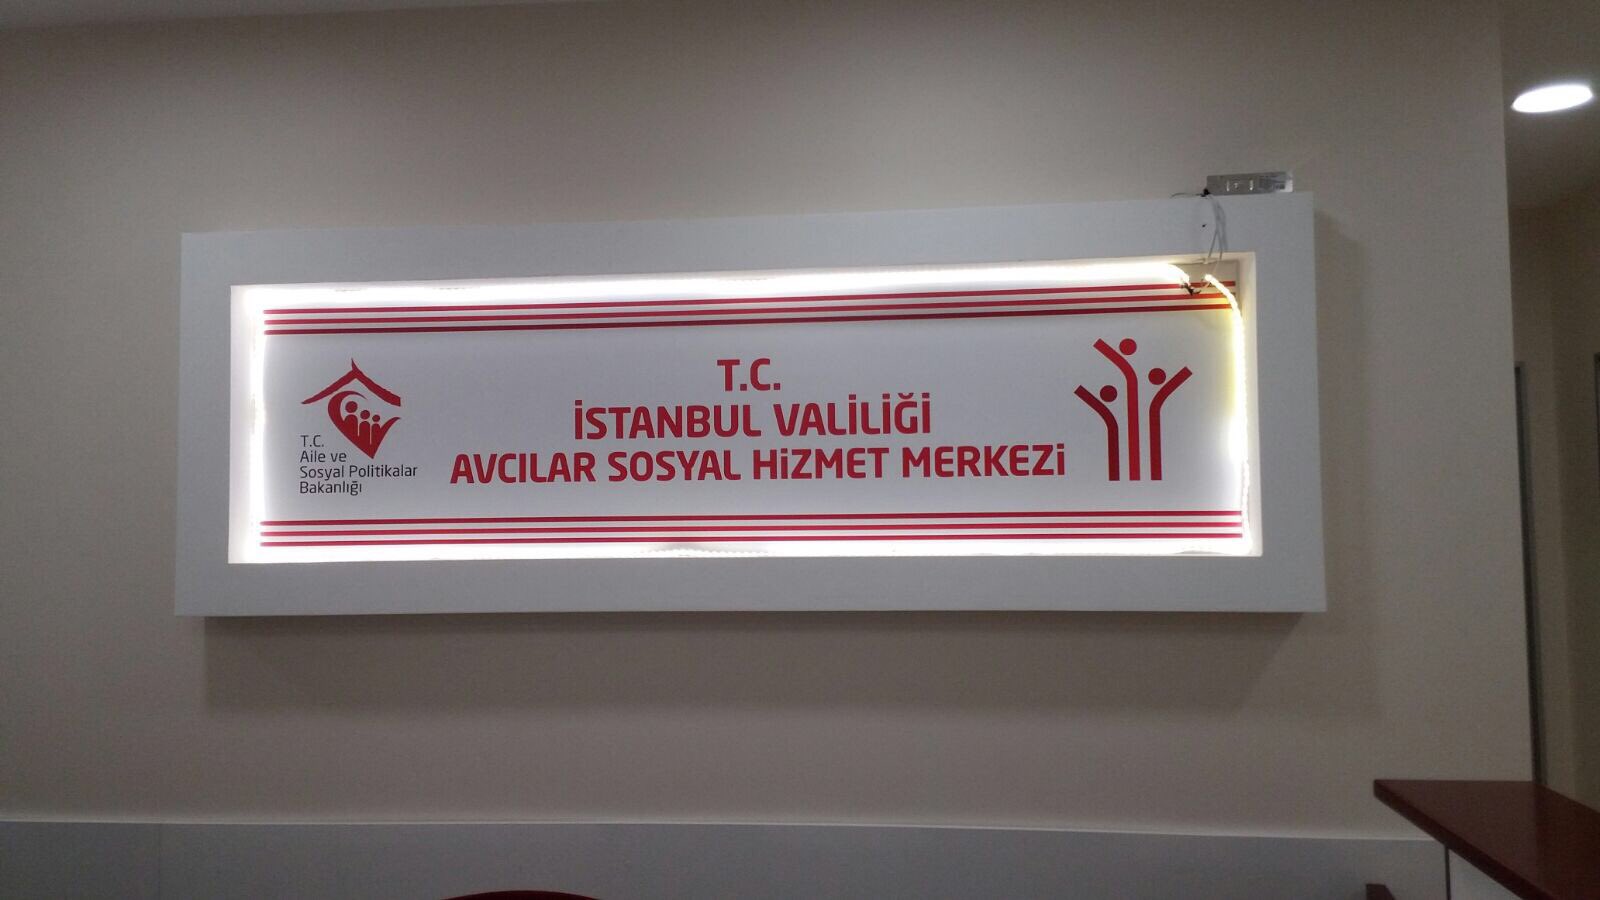 T.C.
Aile ve
Sosyal Politikalar
Bakanlığı
T.C.
İSTANBUL VALİLİĞİ
AVCILAR SOSYAL HİZMET MERKEZİ